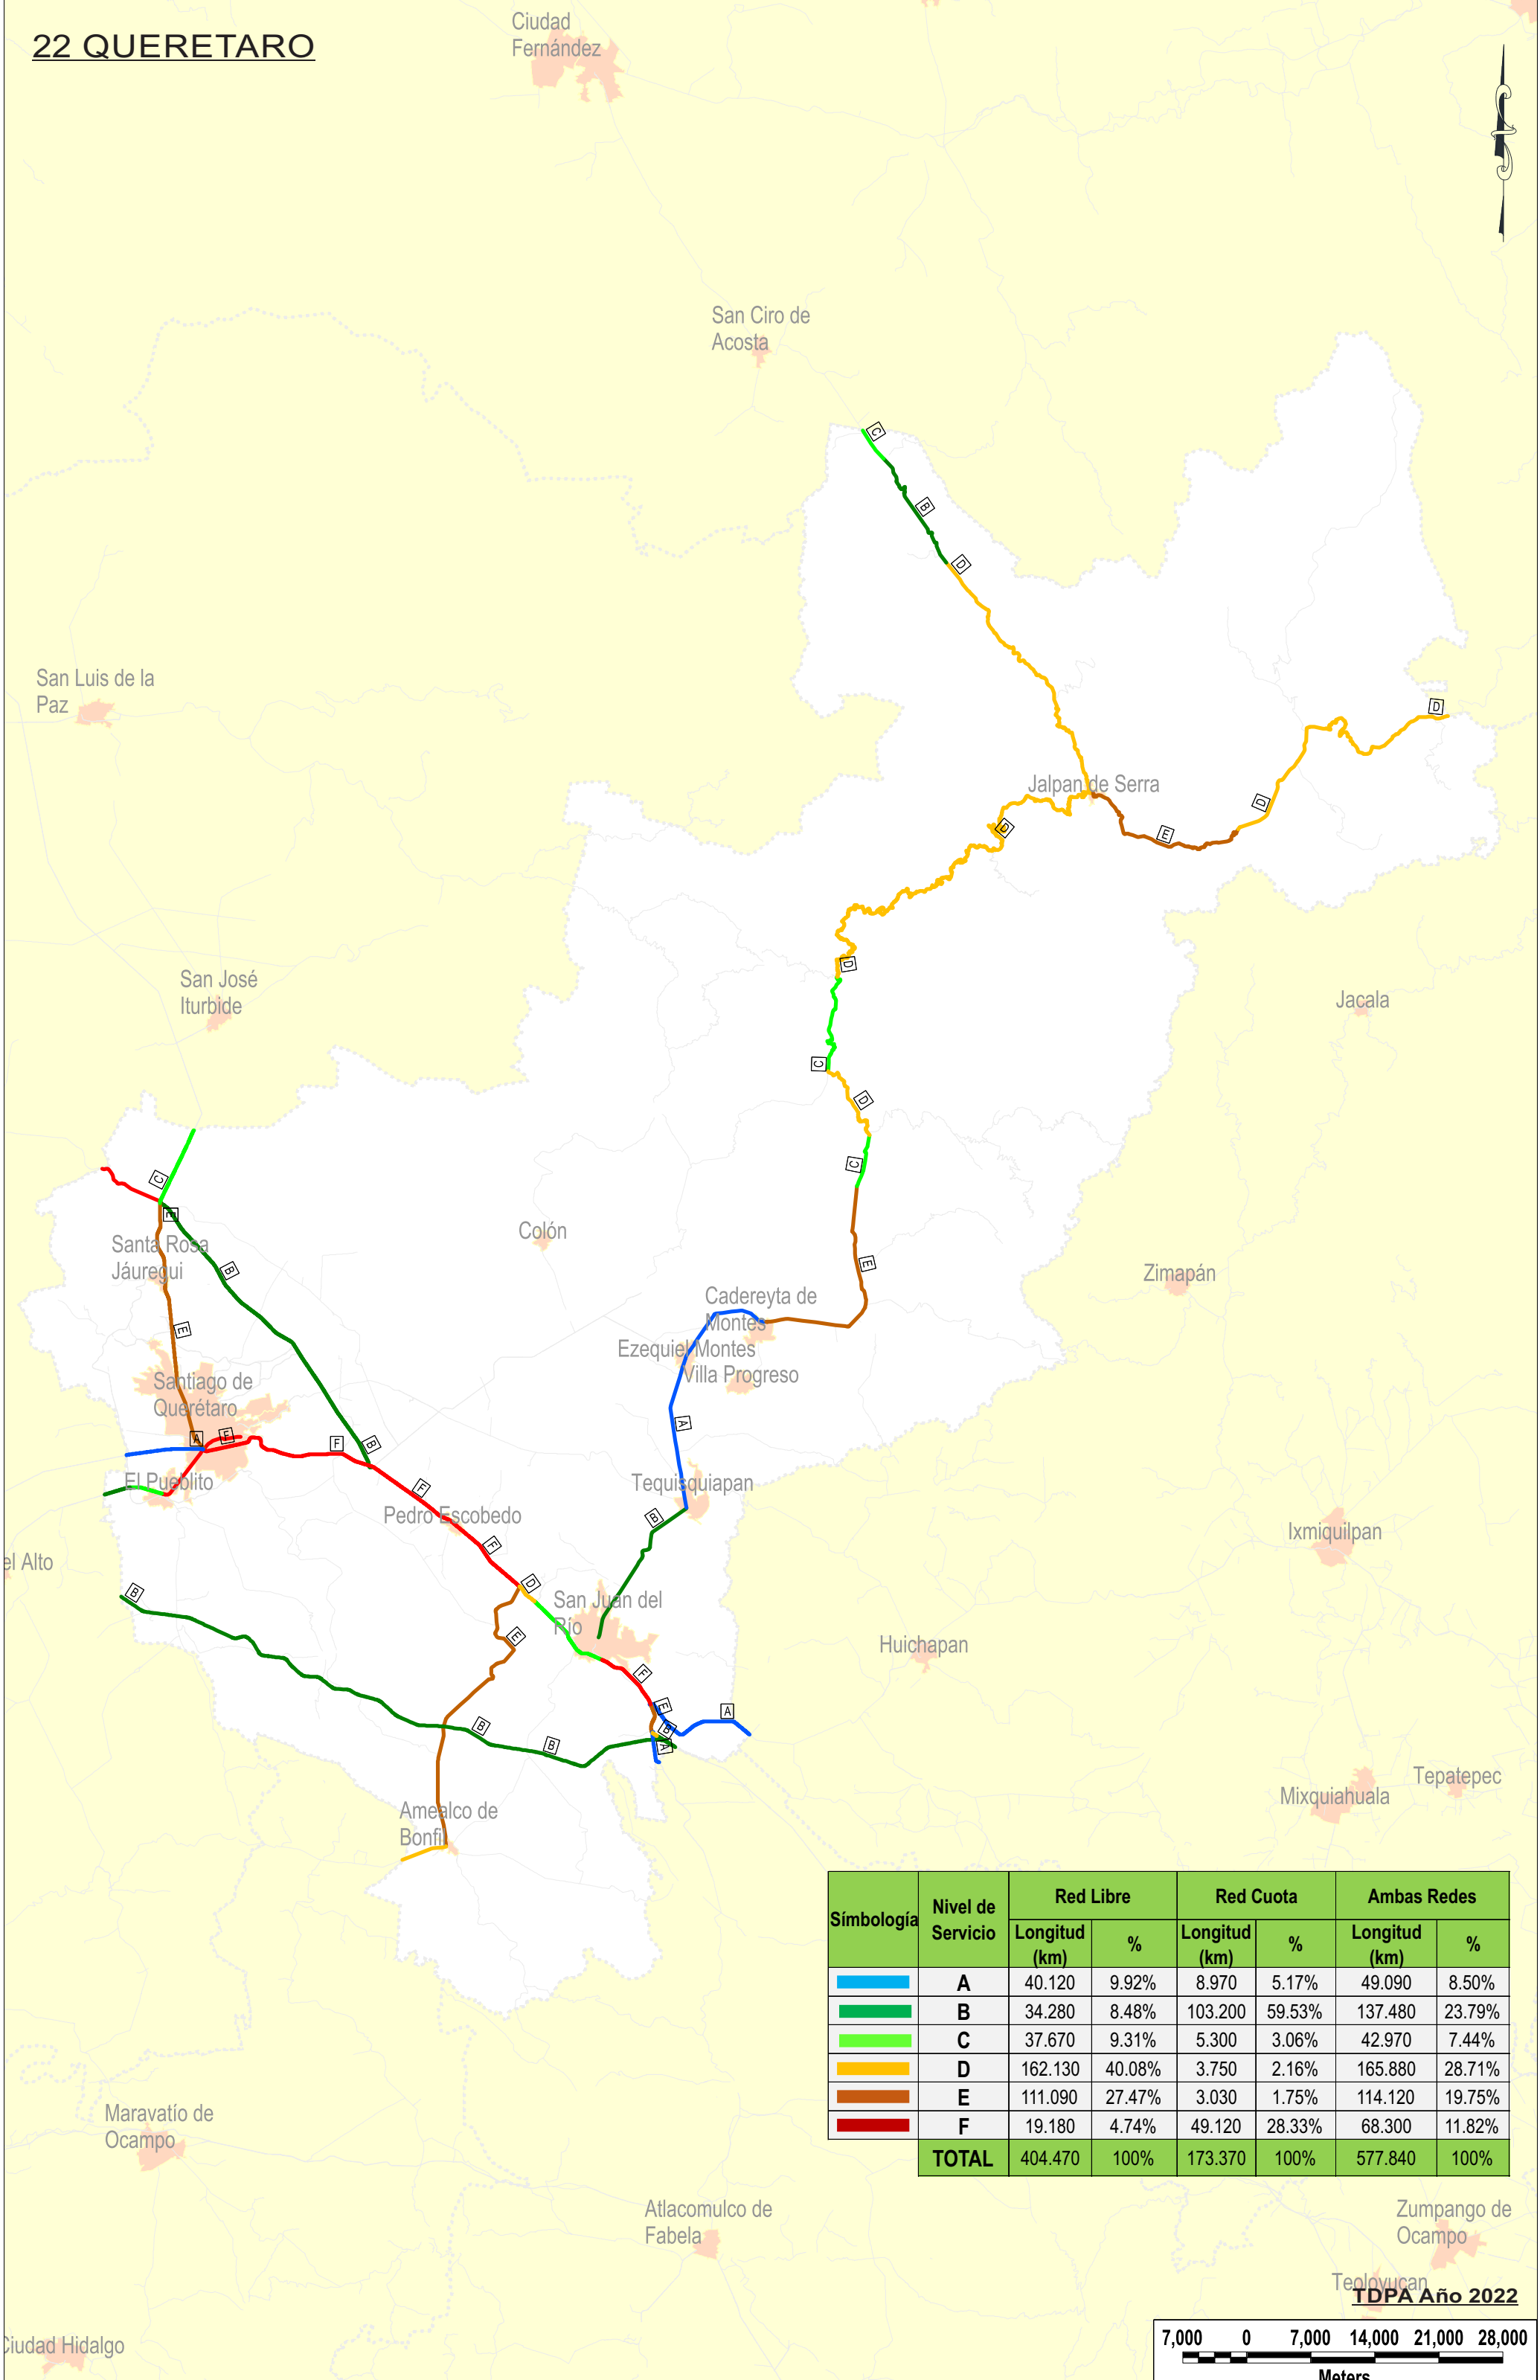 22 QUERETARO
Ciudad
Fernández
San Ciro de
Acosta
C
B
D
San Luis de la
Paz
D
Jalpan de Serra
D
D
E
D
San José
Iturbide
Jacala
C
D
C
C
E
Santa Rosa
Jáuregui
Colón
B
E
Zimapán
Cadereyta de
Montes
E
Ezequiel Montes
Villa Progreso
Santiago de
Querétaro
A
A
F
F
B
El Pueblito
F
Tequisquiapan
Pedro Escobedo
B
Ixmiquilpan
F
el Alto
D
B
San Juan del
Río
E
Huichapan
F
E
A
B
B
B
A
Tepatepec
Mixquiahuala
Amealco de
Bonfil
Símbología Nivel de Servicio Red Libre Red Cuota Ambas Redes
Longitud (km) % Longitud (km) % Longitud (km) %
A 40.120 9.92% 8.970 5.17% 49.090 8.50%
B 34.280 8.48% 103.200 59.53% 137.480 23.79%
C 37.670 9.31% 5.300 3.06% 42.970 7.44%
D 162.130 40.08% 3.750 2.16% 165.880 28.71%
E 111.090 27.47% 3.030 1.75% 114.120 19.75%
F 19.180 4.74% 49.120 28.33% 68.300 11.82%
TOTAL 404.470 100% 173.370 100% 577.840 100%
Maravatío de
Ocampo
Atlacomulco de
Fabela
Zumpango de
Ocampo
Teoloyucan
TDPA Año 2022
Ciudad Hidalgo
7,000 0 7,000 14,000 21,000 28,000
Meters